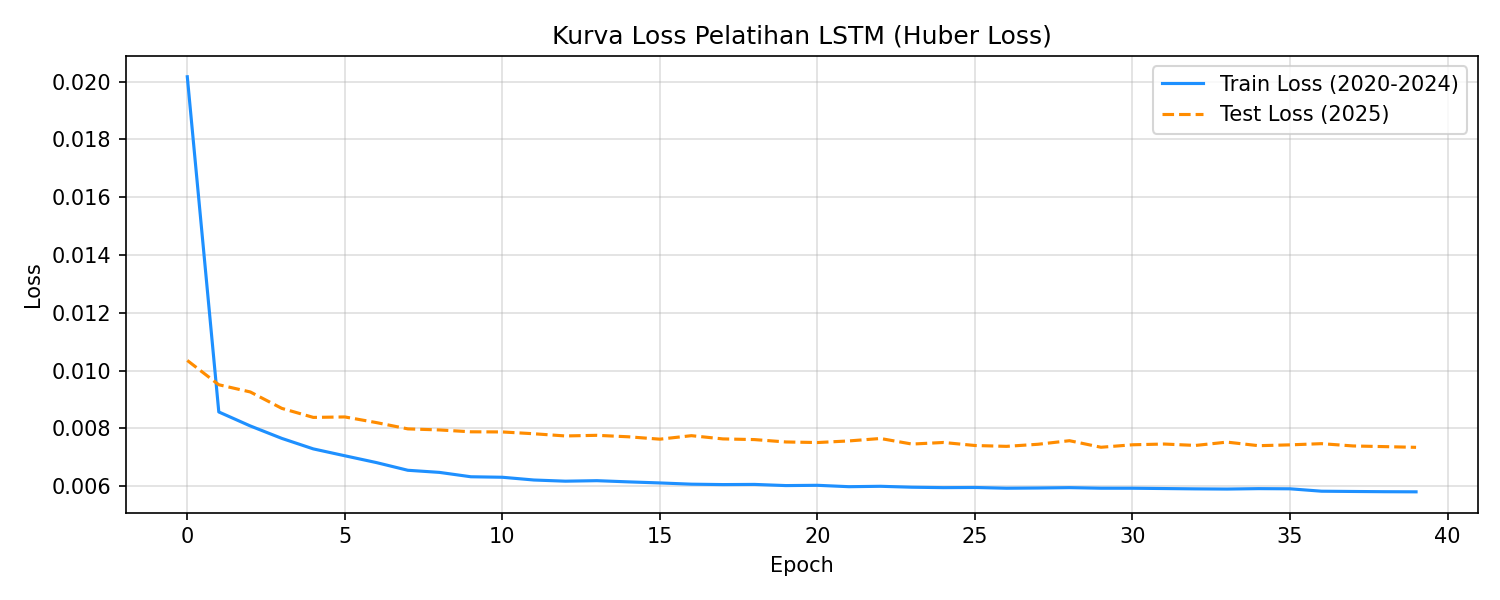 Kurva Loss Pelatihan LSTM (Huber Loss)
Train Loss (2020-2024)
Test Loss (2025)
Loss
0.020
0.018
0.016
0.014
0.012
0.010
0.008
0.006
0 5 10 15 20 25 30 35 40
Epoch